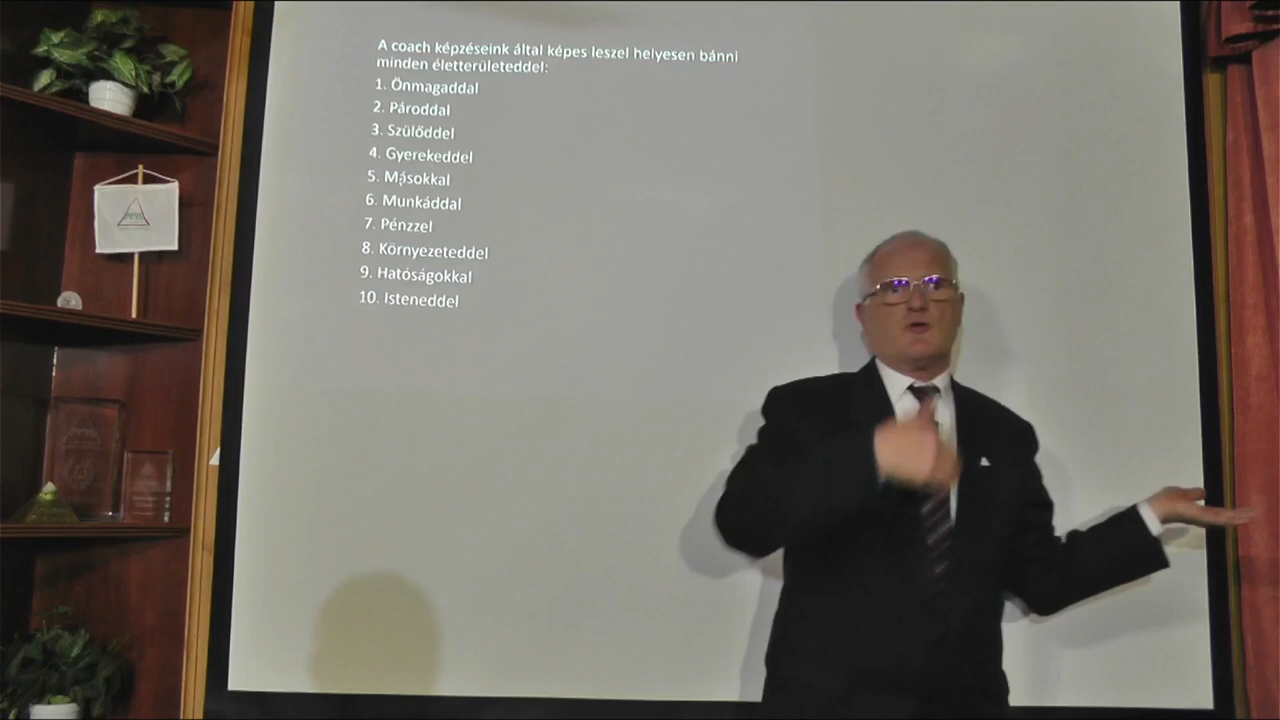 A coach képzéseink által képes leszel helyesen bánni
minden életterületeddel:
1. Önmagaddal
2. Pároddal
3. Szülőddel
4. Gyerekeddel
5. Másokkal
6. Munkáddal
7. Pénzzel
8. Környezeteddel
9. Hatóságokkal
10. Isteneddel